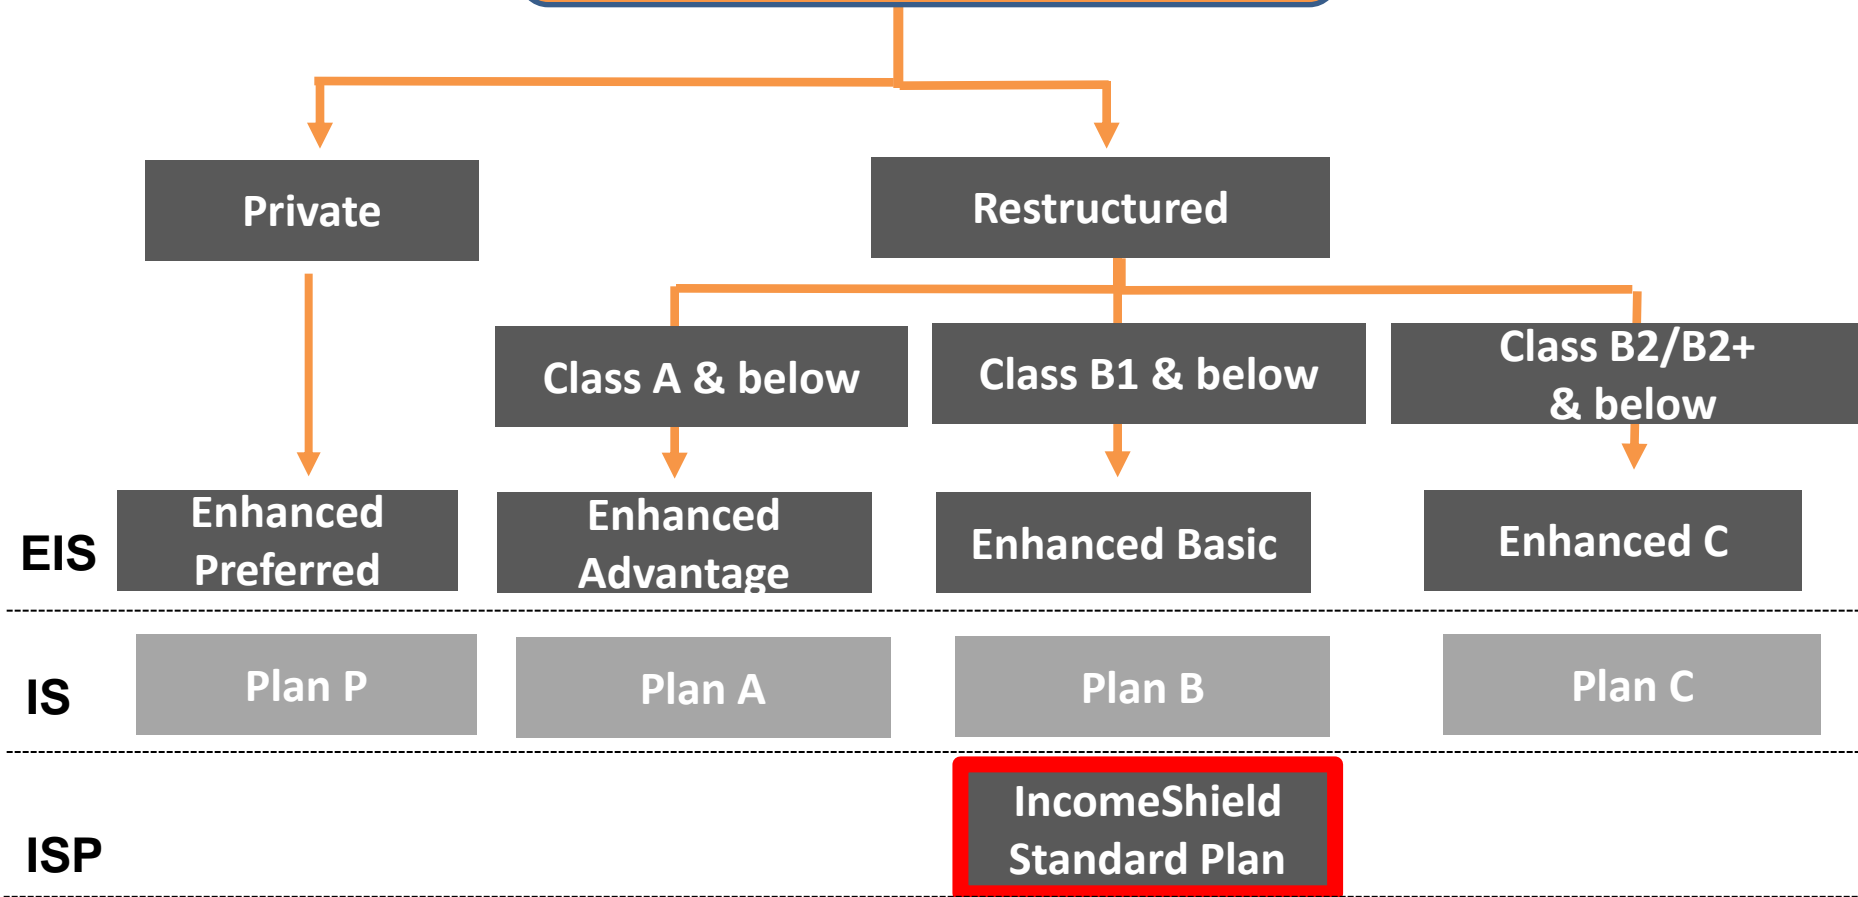 Private
Restructured
Class A & below
Class B1 & below
Class B2/B2+
& below
EIS
Enhanced
Preferred
Enhanced
Advantage
Enhanced Basic
Enhanced C
IS
Plan P
Plan A
Plan B
Plan C
ISP
IncomeShield
Standard Plan